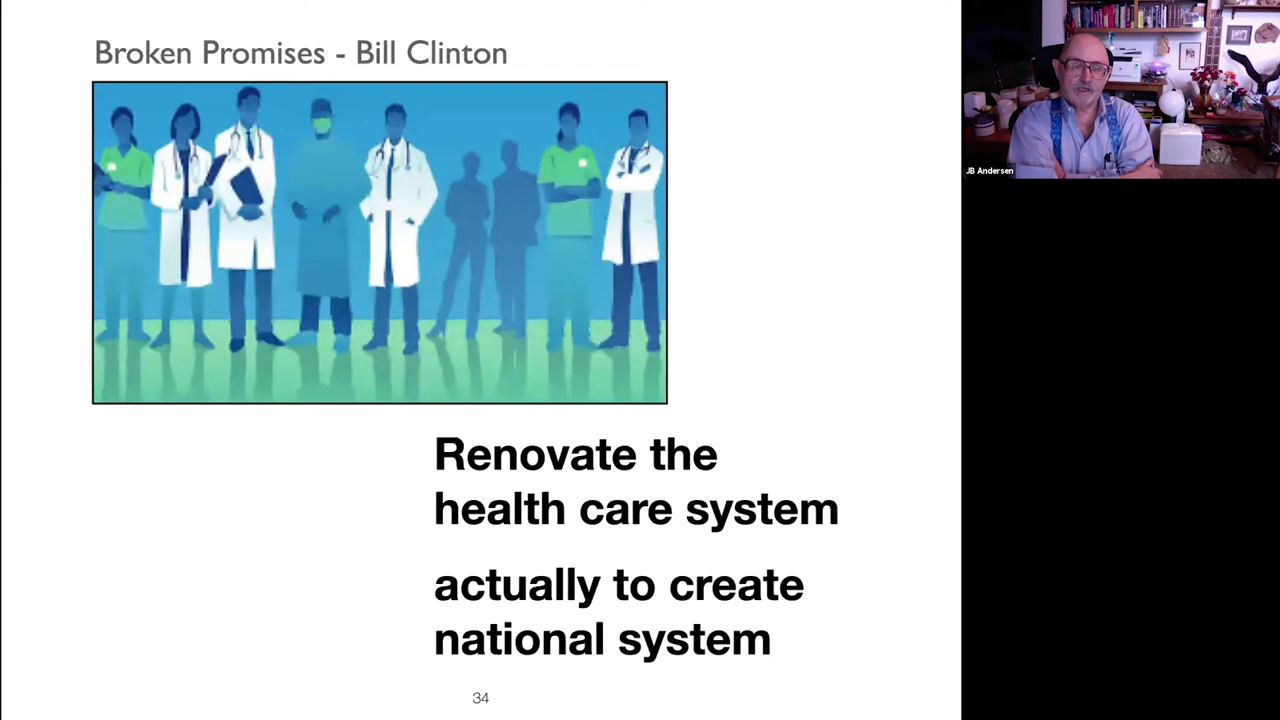 Broken Promises - Bill Clinton
JB Andersen
Renovate the
health care system
actually to create
national system
34